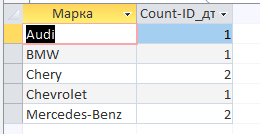 Марка Count-ID_дт
Audi 1
BMW 1
Chery 2
Chevrolet 1
Mercedes-Benz 2